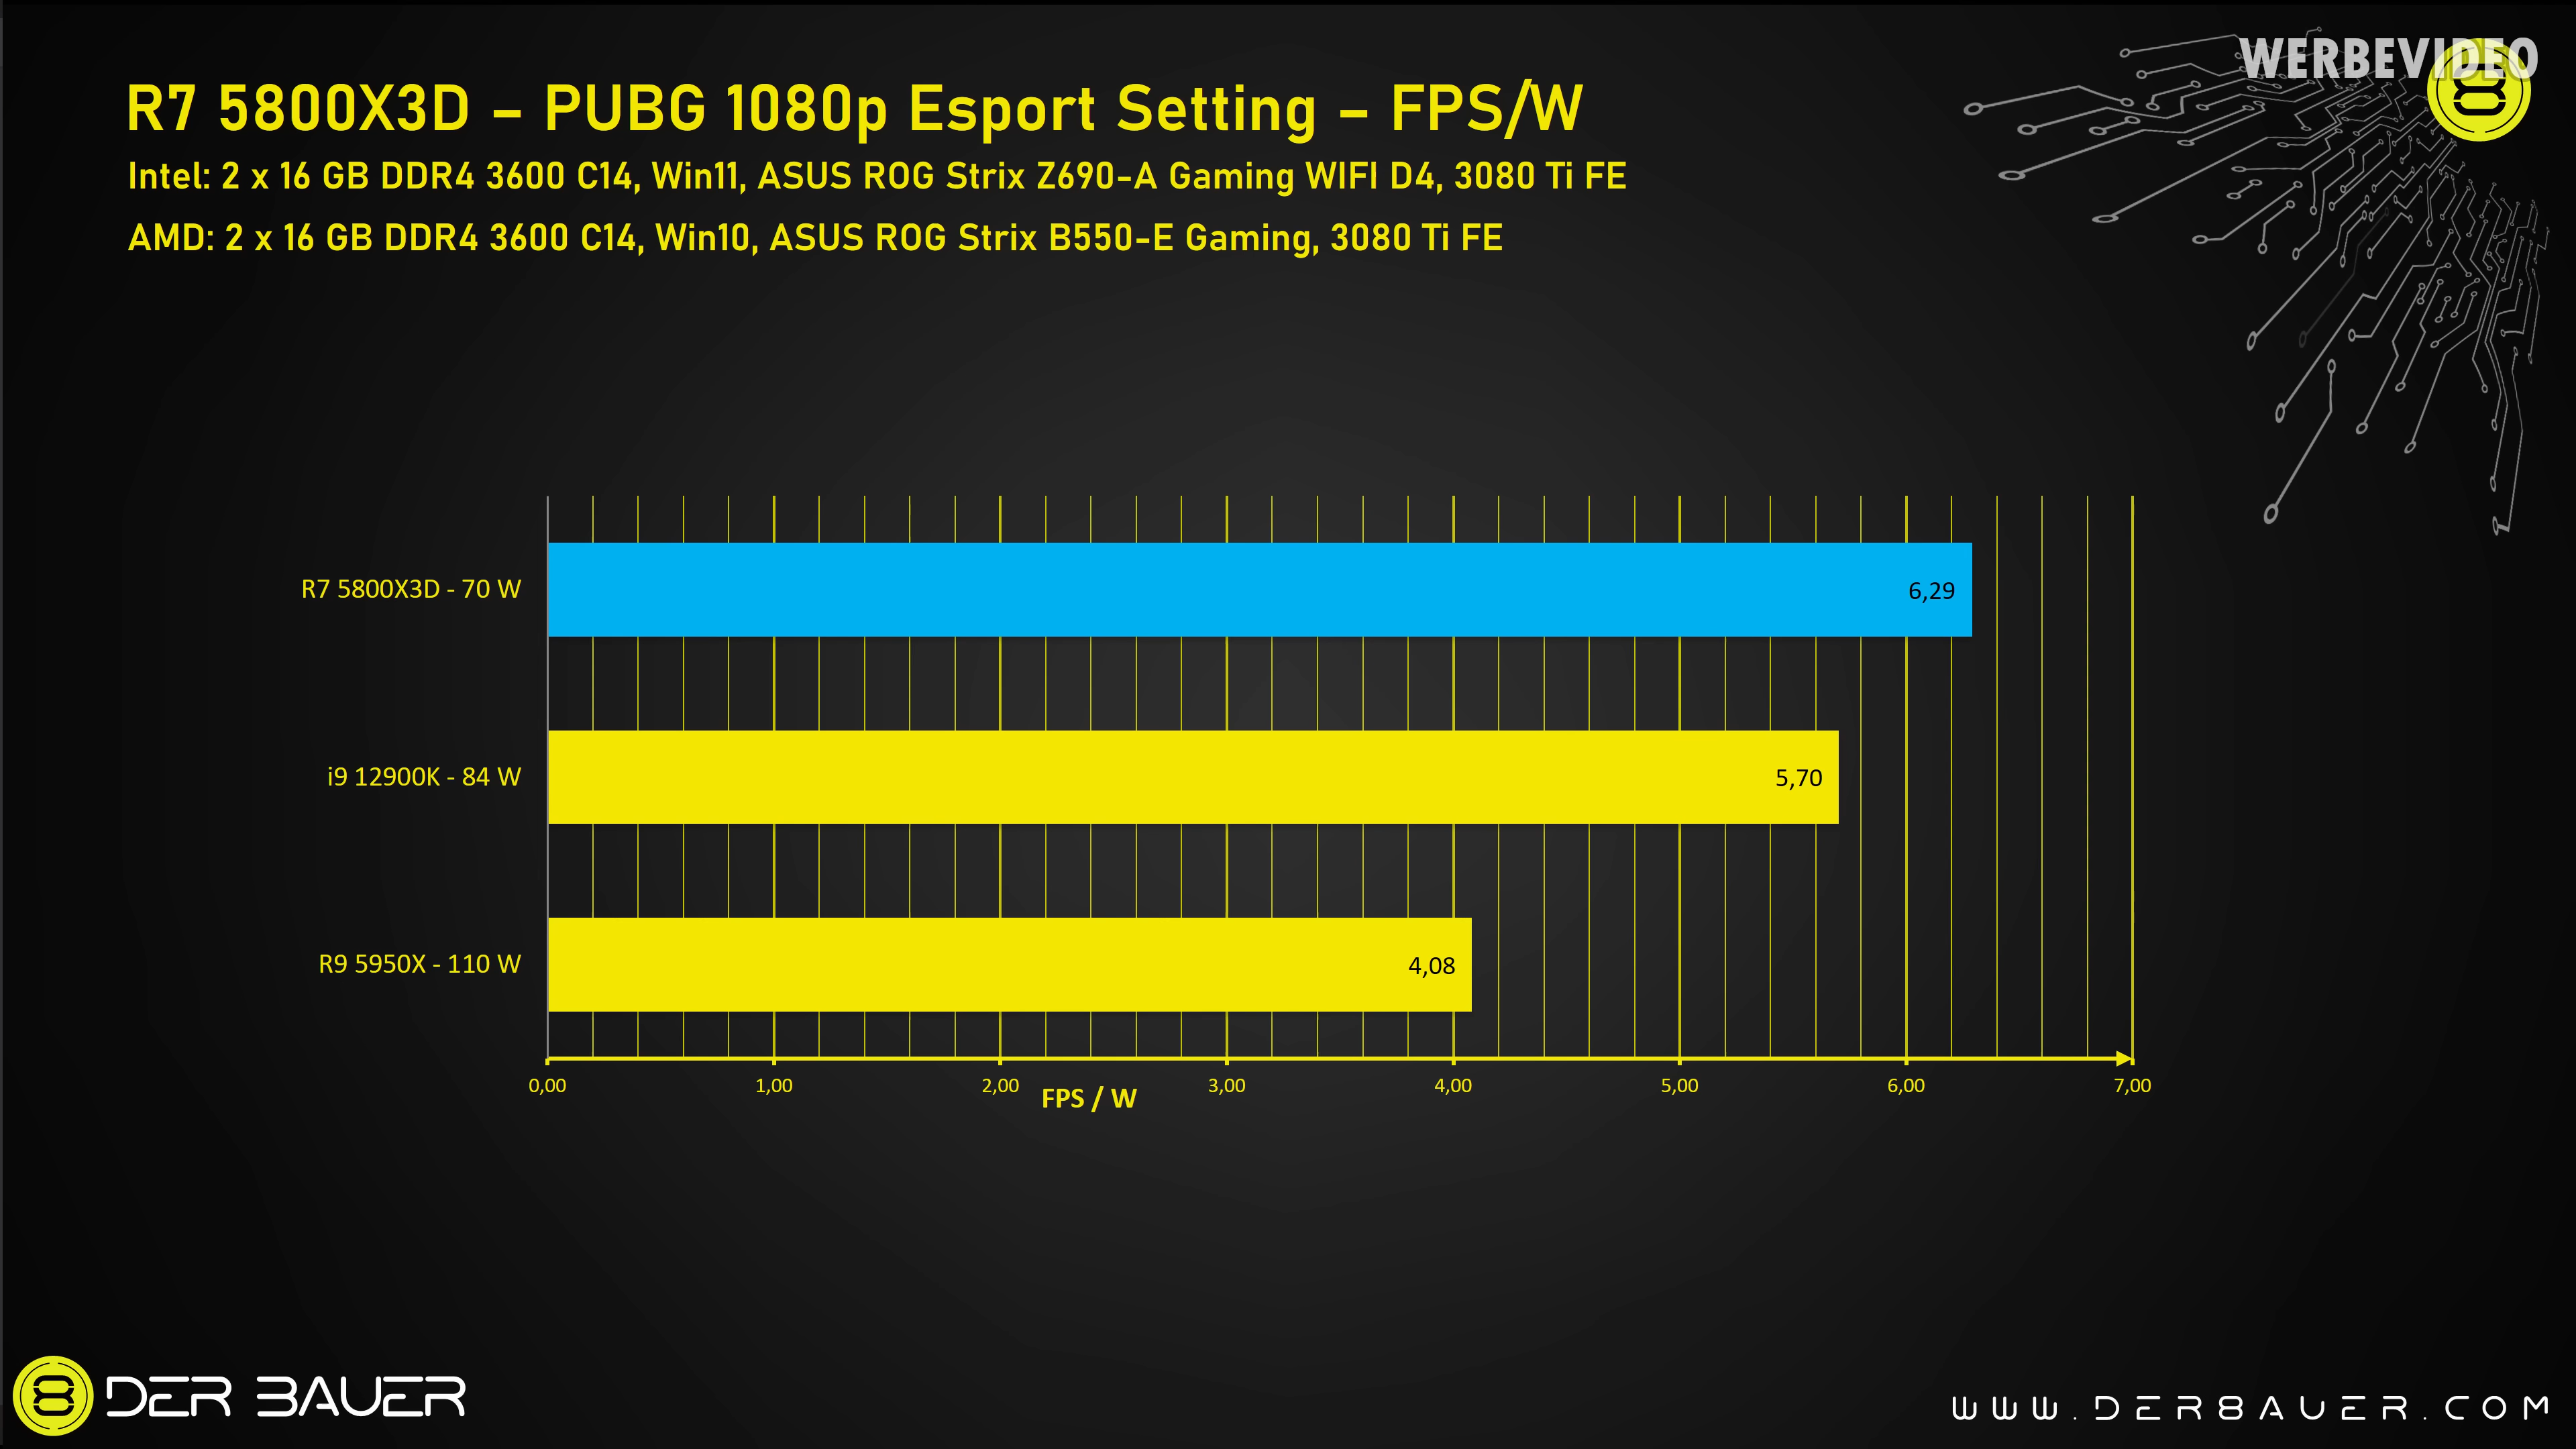 WERBEVIDEO
R7 5800X3D – PUBG 1080p Esport Setting – FPS/W
Intel: 2 x 16 GB DDR4 3600 C14, Win11, ASUS ROG Strix Z690-A Gaming WIFI D4, 3080 Ti FE
AMD: 2 x 16 GB DDR4 3600 C14, Win10, ASUS ROG Strix B550-E Gaming, 3080 Ti FE
R7 5800X3D - 70 W
6,29
i9 12900K - 84 W
5,70
R9 5950X - 110 W
4,08
0,00 1,00 2,00 3,00 4,00 5,00 6,00 7,00
FPS / W
DER BAUER
WWW.DER8AUER.COM